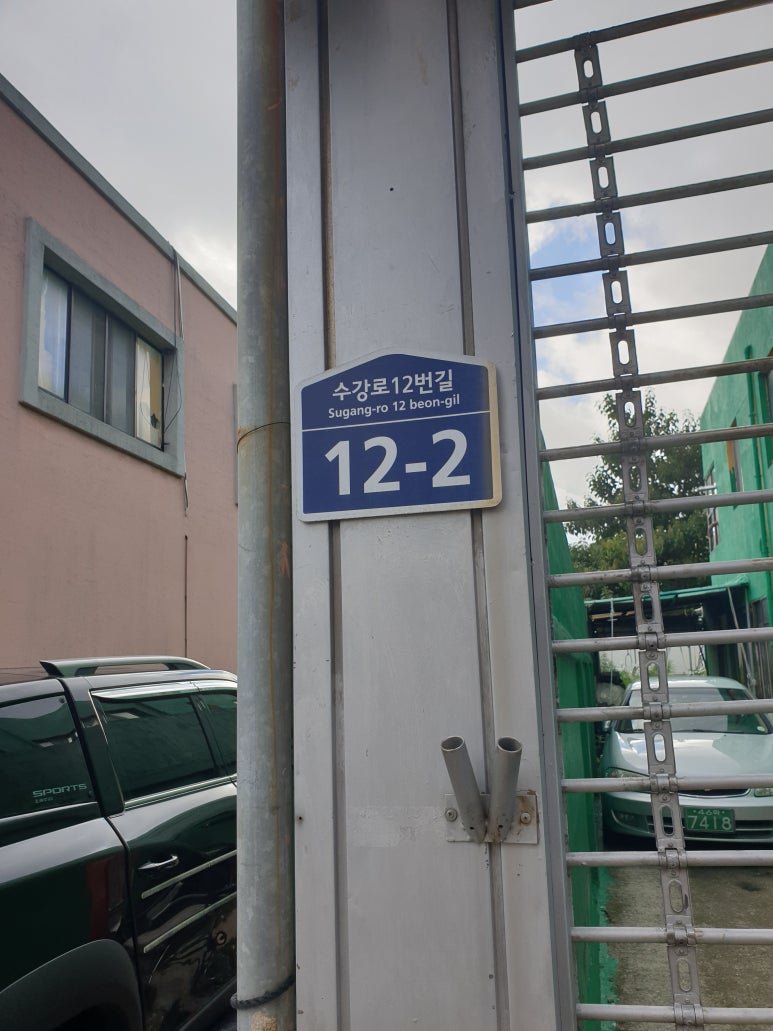 수강로12번길
Sugang-ro 12 beon-gil
12-2
SPORTS
7418